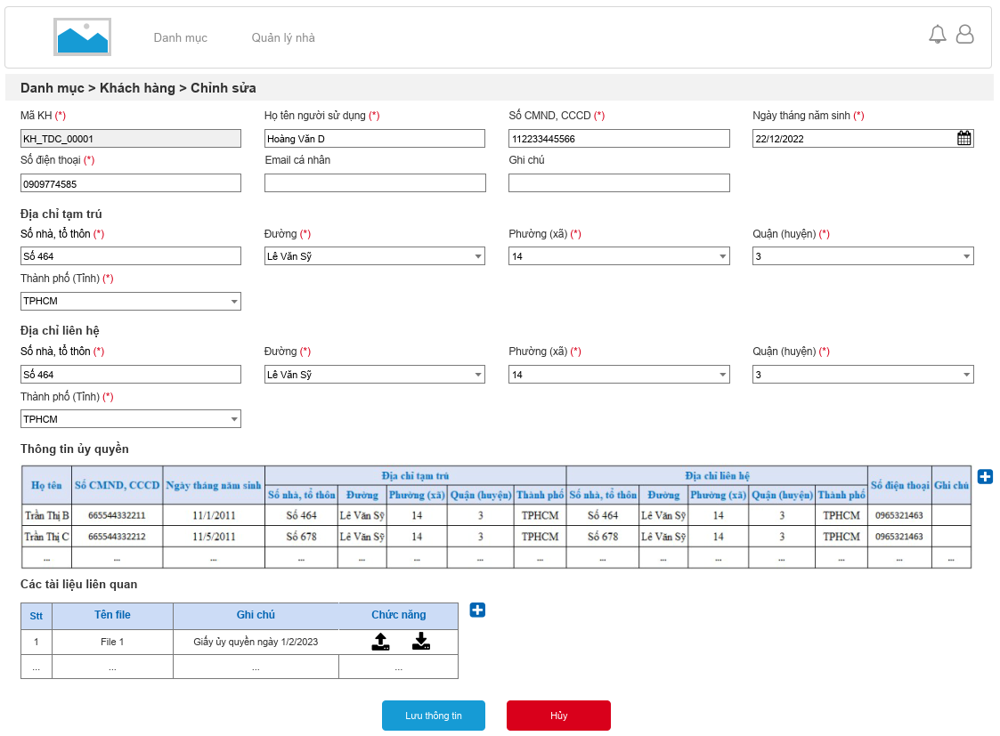 Danh mục Quản lý nhà
Danh mục > Khách hàng > Chỉnh sửa
Mã KH (*) Họ tên người sử dụng (*) Số CMND, CCCD (*) Ngày tháng năm sinh (*)
KH_TDC_00001 Hoàng Văn D 112233445566 22/12/2022
Số điện thoại (*) Email cá nhân Ghi chú
0909774585
Địa chỉ tạm trú
Số nhà, tổ thôn (*) Đường (*) Phường (xã) (*) Quận (huyện) (*)
Số 464 Lê Văn Sỹ 14 3
Thành phố (Tỉnh) (*)
TPHCM
Địa chỉ liên hệ
Số nhà, tổ thôn (*) Đường (*) Phường (xã) (*) Quận (huyện) (*)
Số 464 Lê Văn Sỹ 14 3
Thành phố (Tỉnh) (*)
TPHCM
Thông tin ủy quyền
Địa chỉ tạm trú Địa chỉ liên hệ
Họ tên Số CMND, CCCD Ngày tháng năm sinh Số điện thoại Ghi chú
Số nhà, tổ thôn Đường Phường (xã) Quận (huyện) Thành phố Số nhà, tổ thôn Đường Phường (xã) Quận (huyện) Thành phố
Trần Thị B 665544332211 11/1/2011 Số 464 Lê Văn Sỹ 14 3 TPHCM Số 464 Lê Văn Sỹ 14 3 TPHCM 0965321463
Trần Thị C 665544332212 11/5/2011 Số 678 Lê Văn Sỹ 14 3 TPHCM Số 678 Lê Văn Sỹ 14 3 TPHCM 0965321463
... ... ... ... ... ... ... ... ... ... ... ... ... ... ...
Các tài liệu liên quan
Stt Tên file Ghi chú Chức năng
1 File 1 Giấy ủy quyền ngày 1/2/2023
... ... ... ...
Lưu thông tin Hủy